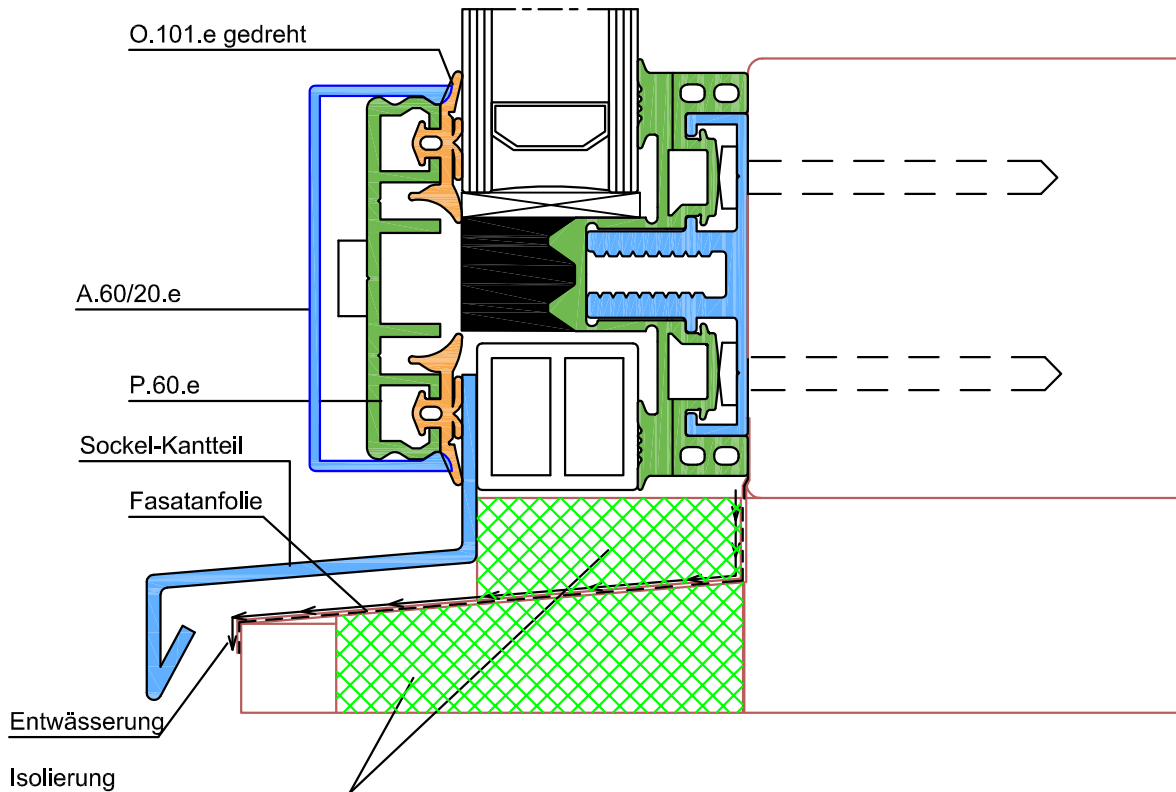 O.101.e gedreht
A.60/20.e
P.60.e
Sockel-Kantteil
Fasatanfolie
Entwässerung
Isolierung